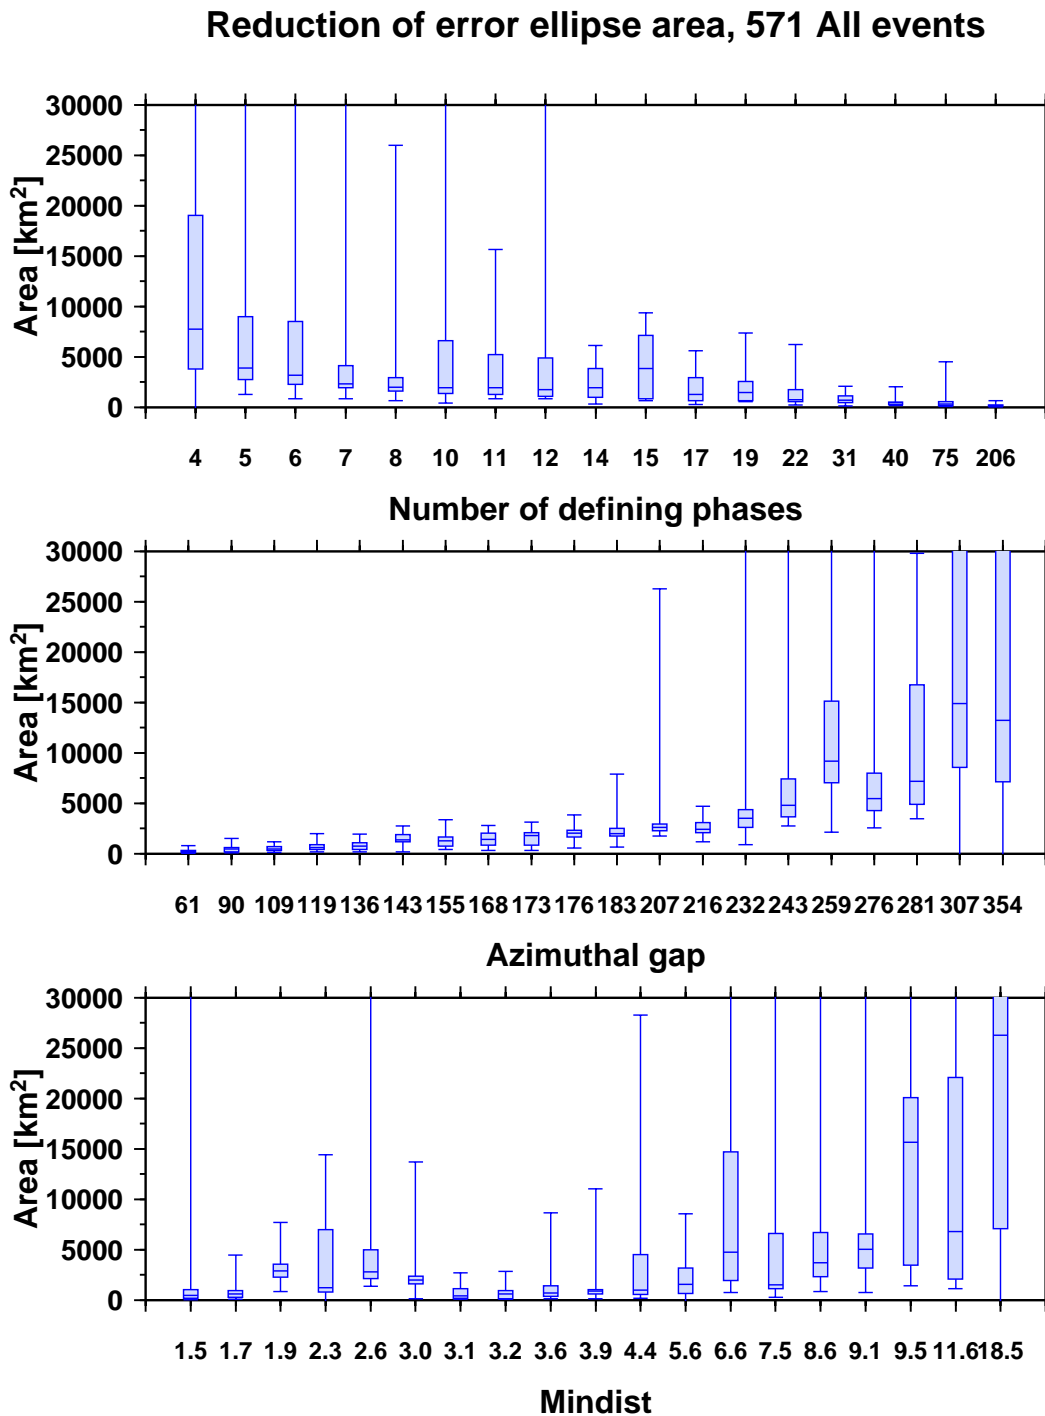 Reduction of error ellipse area, 571 All events
30000
25000
20000
15000
10000
5000
0
Area [km²]
4 5 6 7 8 10 11 12 14 15 17 19 22 31 40 75 206
Number of defining phases
30000
25000
20000
15000
10000
5000
0
Area [km²]
61 90 109 119 136 143 155 168 173 176 183 207 216 232 243 259 276 281 307 354
Azimuthal gap
30000
25000
20000
15000
10000
5000
0
Area [km²]
1.5 1.7 1.9 2.3 2.6 3.0 3.1 3.2 3.6 3.9 4.4 5.6 6.6 7.5 8.6 9.1 9.5 11.6 18.5
Mindist